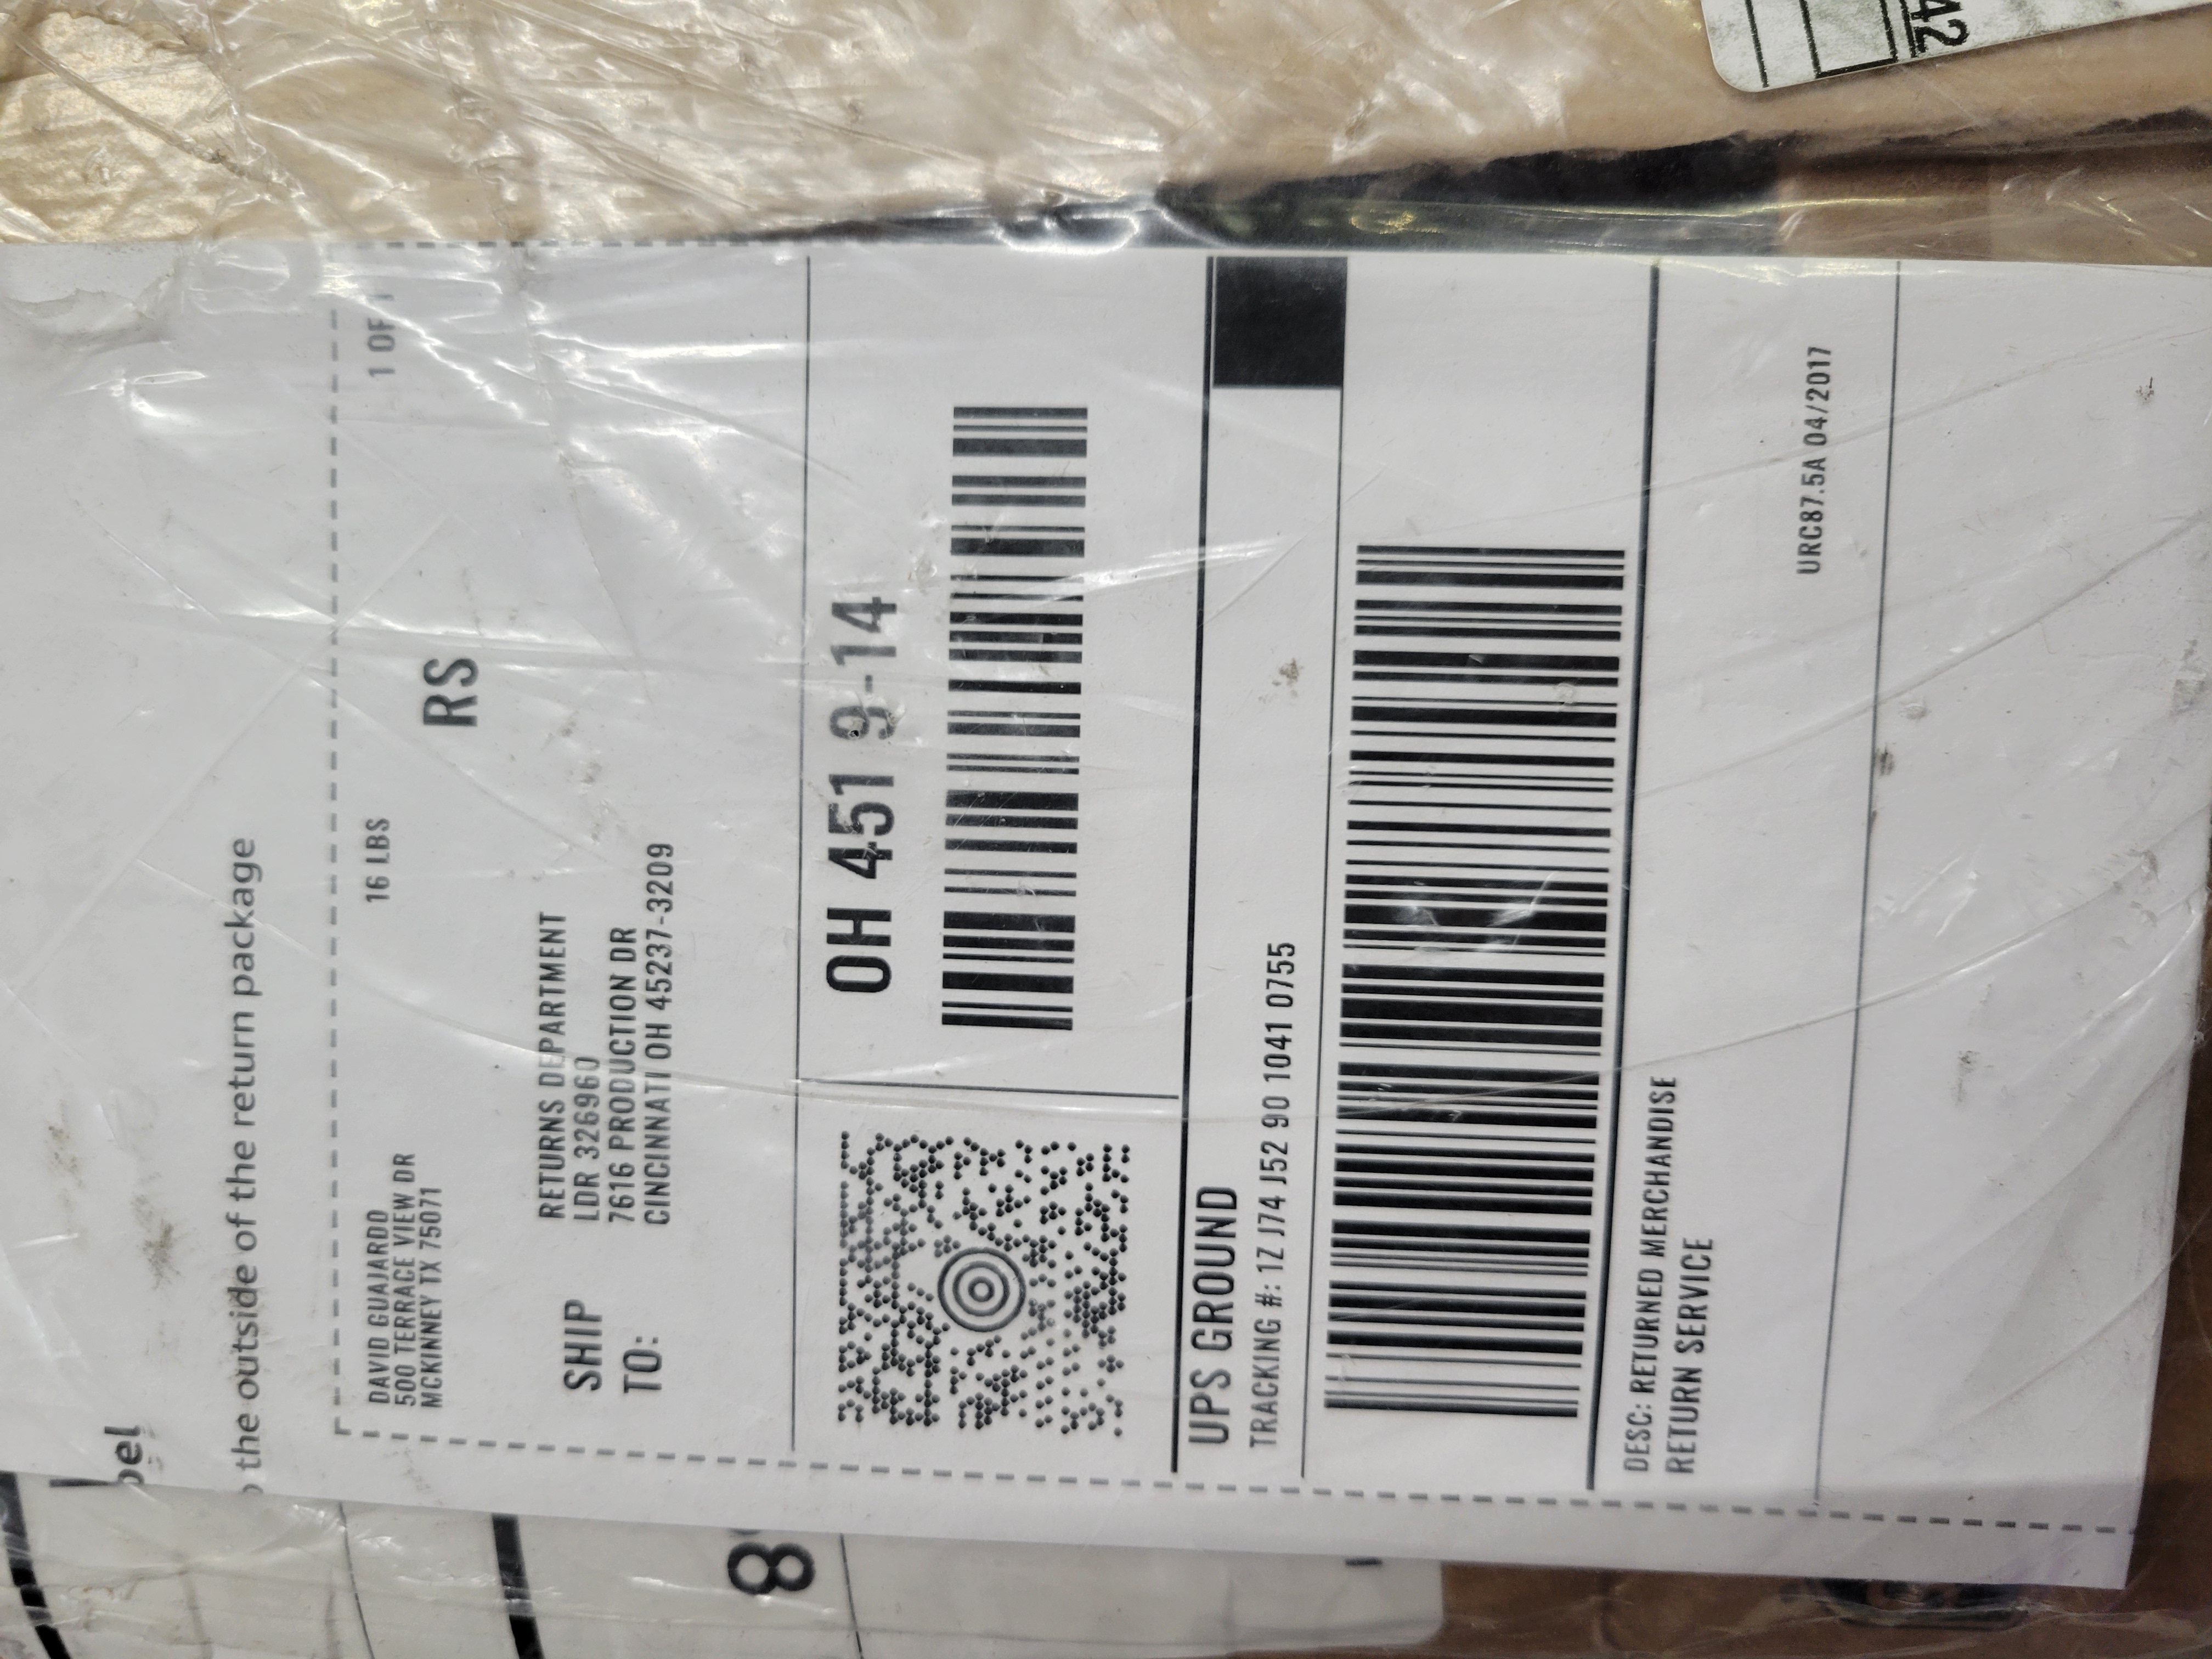 the outside of the return package
DAVID GUAJARDO
500 TERRACE VIEW DR
MCKINNEY TX 75071
16 LBS
1 OF
RS
SHIP
TO:
RETURNS DEPARTMENT
LDR 326960
7616 PRODUCTION DR
CINCINNATI OH 45237-3209
OH 451 9-14
UPS GROUND
TRACKING #: 1Z J74 J52 90 1041 0755
DESC: RETURNED MERCHANDISE
RETURN SERVICE
URC87.5A 04/2017
8
42